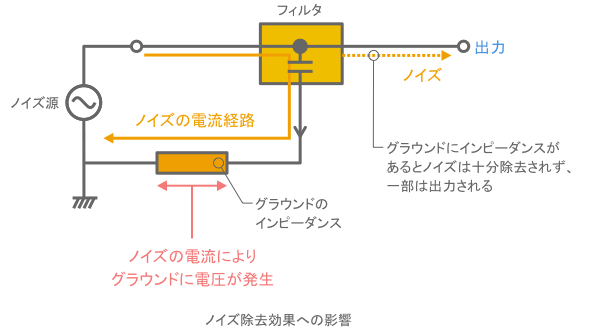 フィルタ
出力
ノイズ
ノイズ源
ノイズの電流経路
グラウンドにインピーダンスが
あるとノイズは十分除去されず、
一部は出力される
グラウンドの
インピーダンス
ノイズの電流により
グラウンドに電圧が発生
ノイズ除去効果への影響